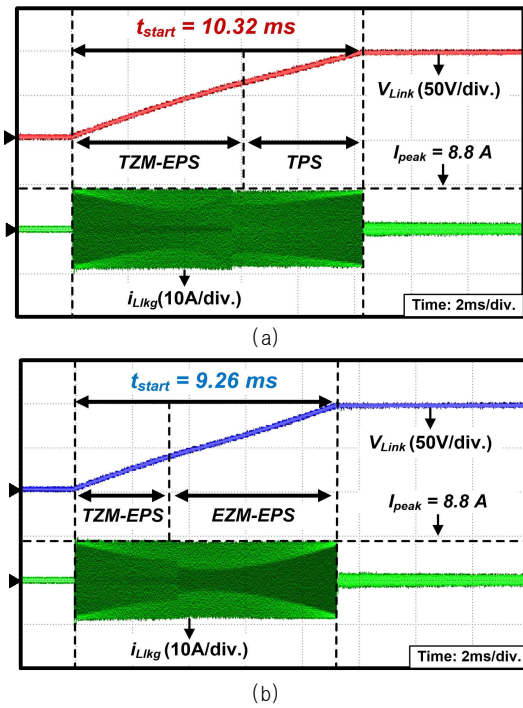 t_start = 10.32 ms
V_Link (50V/div.)
TZM-EPS
TPS
I_peak = 8.8 A
i_Llkg (10A/div.)
Time: 2ms/div.
(a)
t_start = 9.26 ms
V_Link (50V/div.)
TZM-EPS
EZM-EPS
I_peak = 8.8 A
i_Llkg (10A/div.)
Time: 2ms/div.
(b)